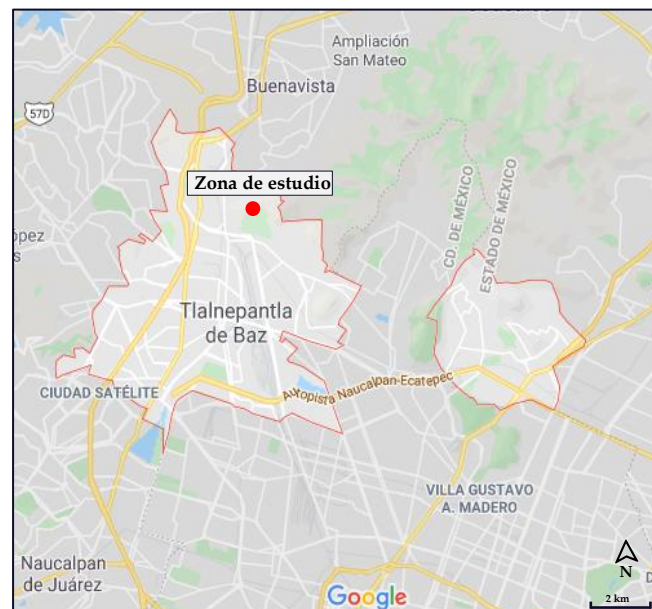 Ampliación
San Mateo
Buenavista
57D
Zona de estudio
ópez
s
CD. DE MÉXICO
ESTADO DE MÉXICO
Tlalnepantla
de Baz
CIUDAD SATÉLITE
Autopista Naucalpan-Ecatepec
VILLA GUSTAVO
A. MADERO
Naucalpan
de Juárez
Google
N
D
2 km